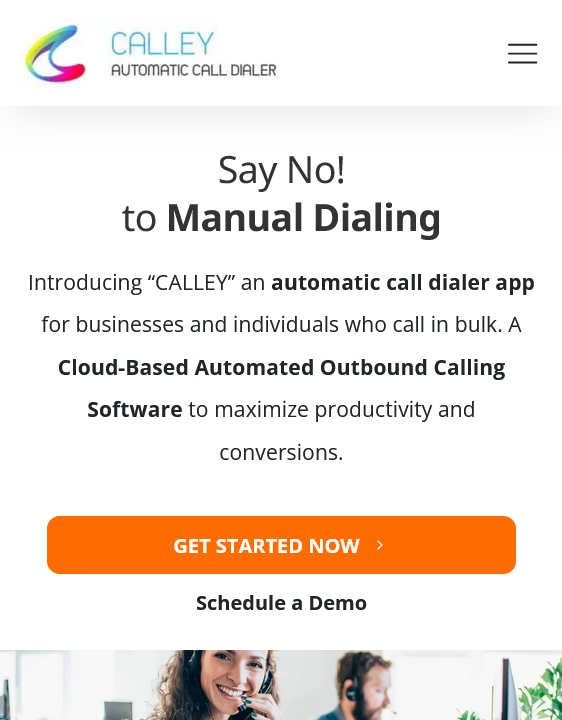 CALLEY
AUTOMATIC CALL DIALER
Say No!
to Manual Dialing
Introducing “CALLEY” an automatic call dialer app
for businesses and individuals who call in bulk. A
Cloud-Based Automated Outbound Calling
Software to maximize productivity and
conversions.
GET STARTED NOW
Schedule a Demo